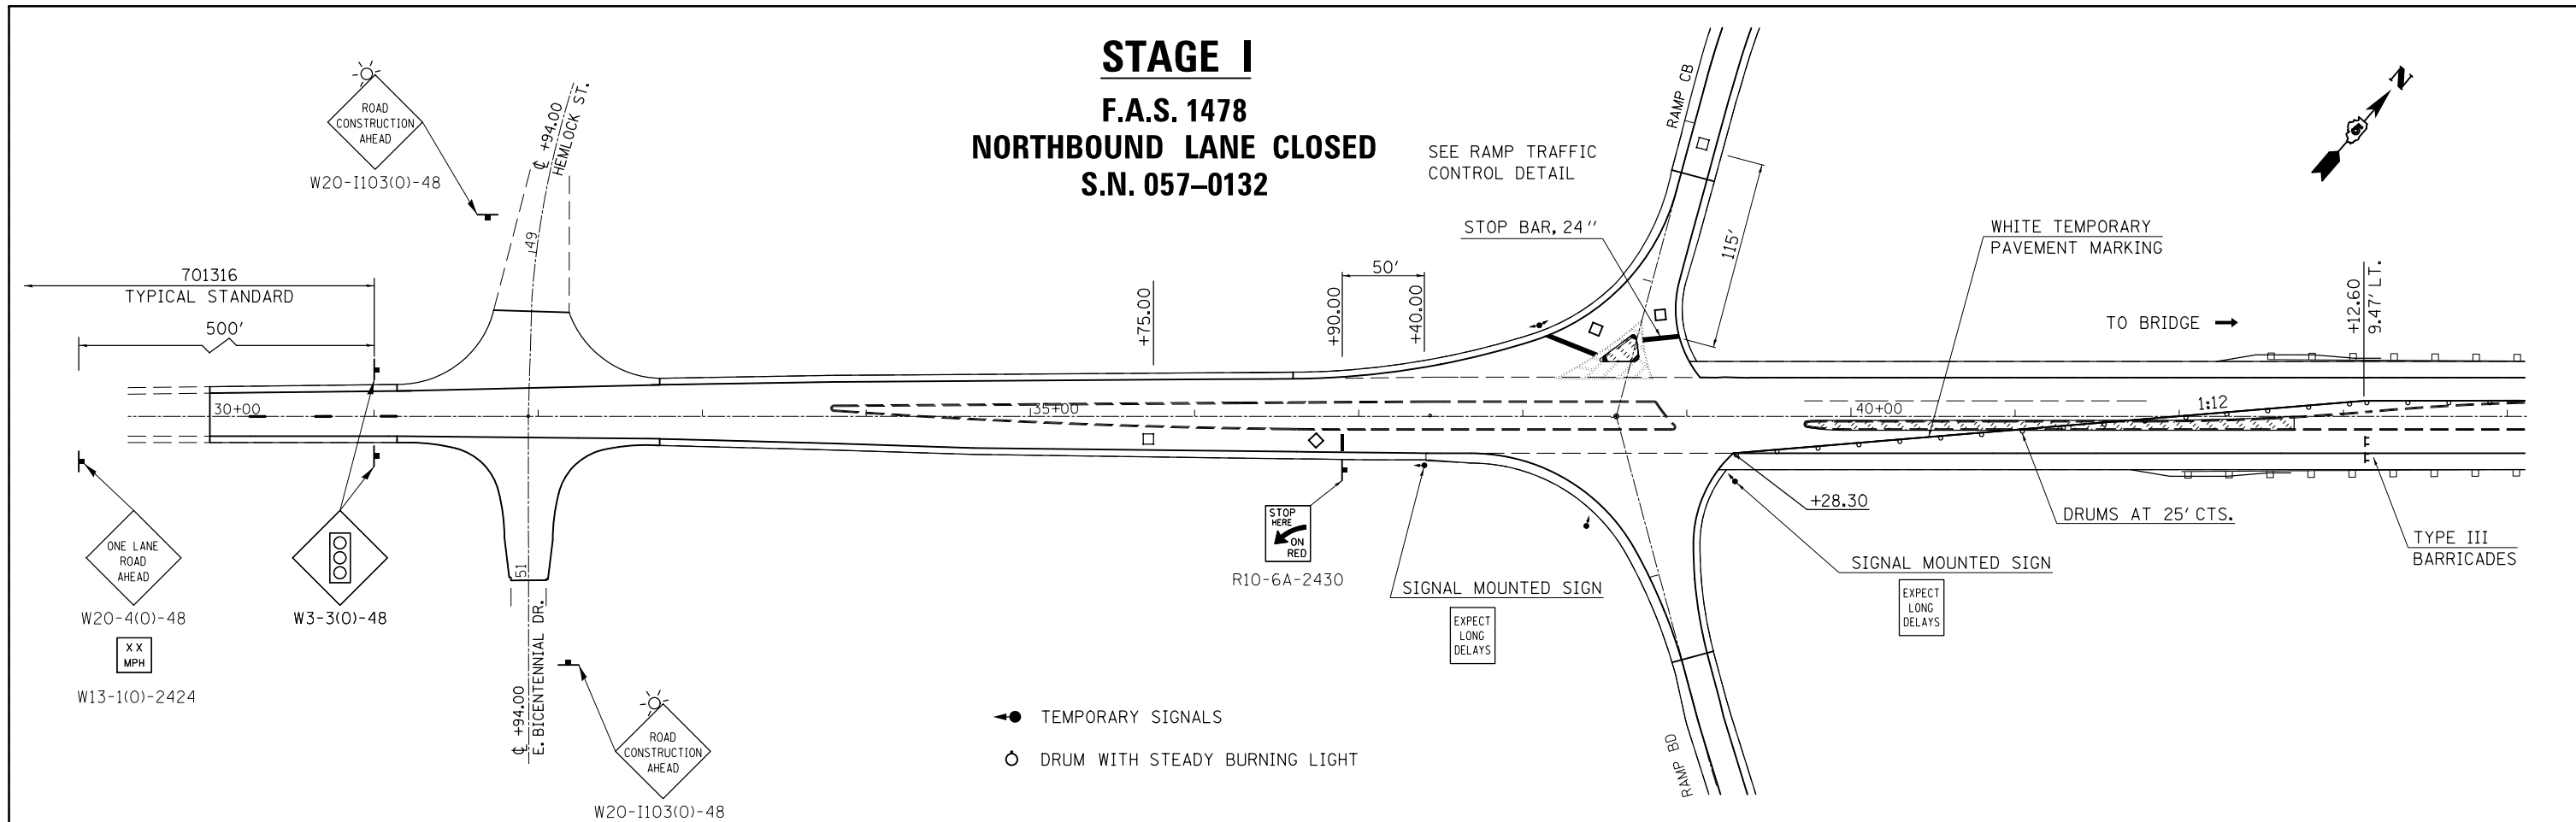 STAGE I
F.A.S. 1478
NORTHBOUND LANE CLOSED
S.N. 057–0132
ROAD
CONSTRUCTION
AHEAD
W20-I103(0)-48
℄ +94.00
HEMLOCK ST.
49
RAMP CB
N
SEE RAMP TRAFFIC
CONTROL DETAIL
STOP BAR, 24"
115'
WHITE TEMPORARY
PAVEMENT MARKING
701316
TYPICAL STANDARD
500'
50'
+75.00
+90.00
+40.00
+12.60
9.47' LT.
TO BRIDGE
30+00
35+00
40+00
1:12
+28.30
DRUMS AT 25' CTS.
TYPE III
BARRICADES
ONE LANE
ROAD
AHEAD
W20-4(0)-48
XX
MPH
W13-1(0)-2424
W3-3(0)-48
51
℄ +94.00
E. BICENTENNIAL DR.
STOP
HERE
ON
RED
R10-6A-2430
SIGNAL MOUNTED SIGN
EXPECT
LONG
DELAYS
SIGNAL MOUNTED SIGN
EXPECT
LONG
DELAYS
ROAD
CONSTRUCTION
AHEAD
W20-I103(0)-48
TEMPORARY SIGNALS
DRUM WITH STEADY BURNING LIGHT
RAMP BD